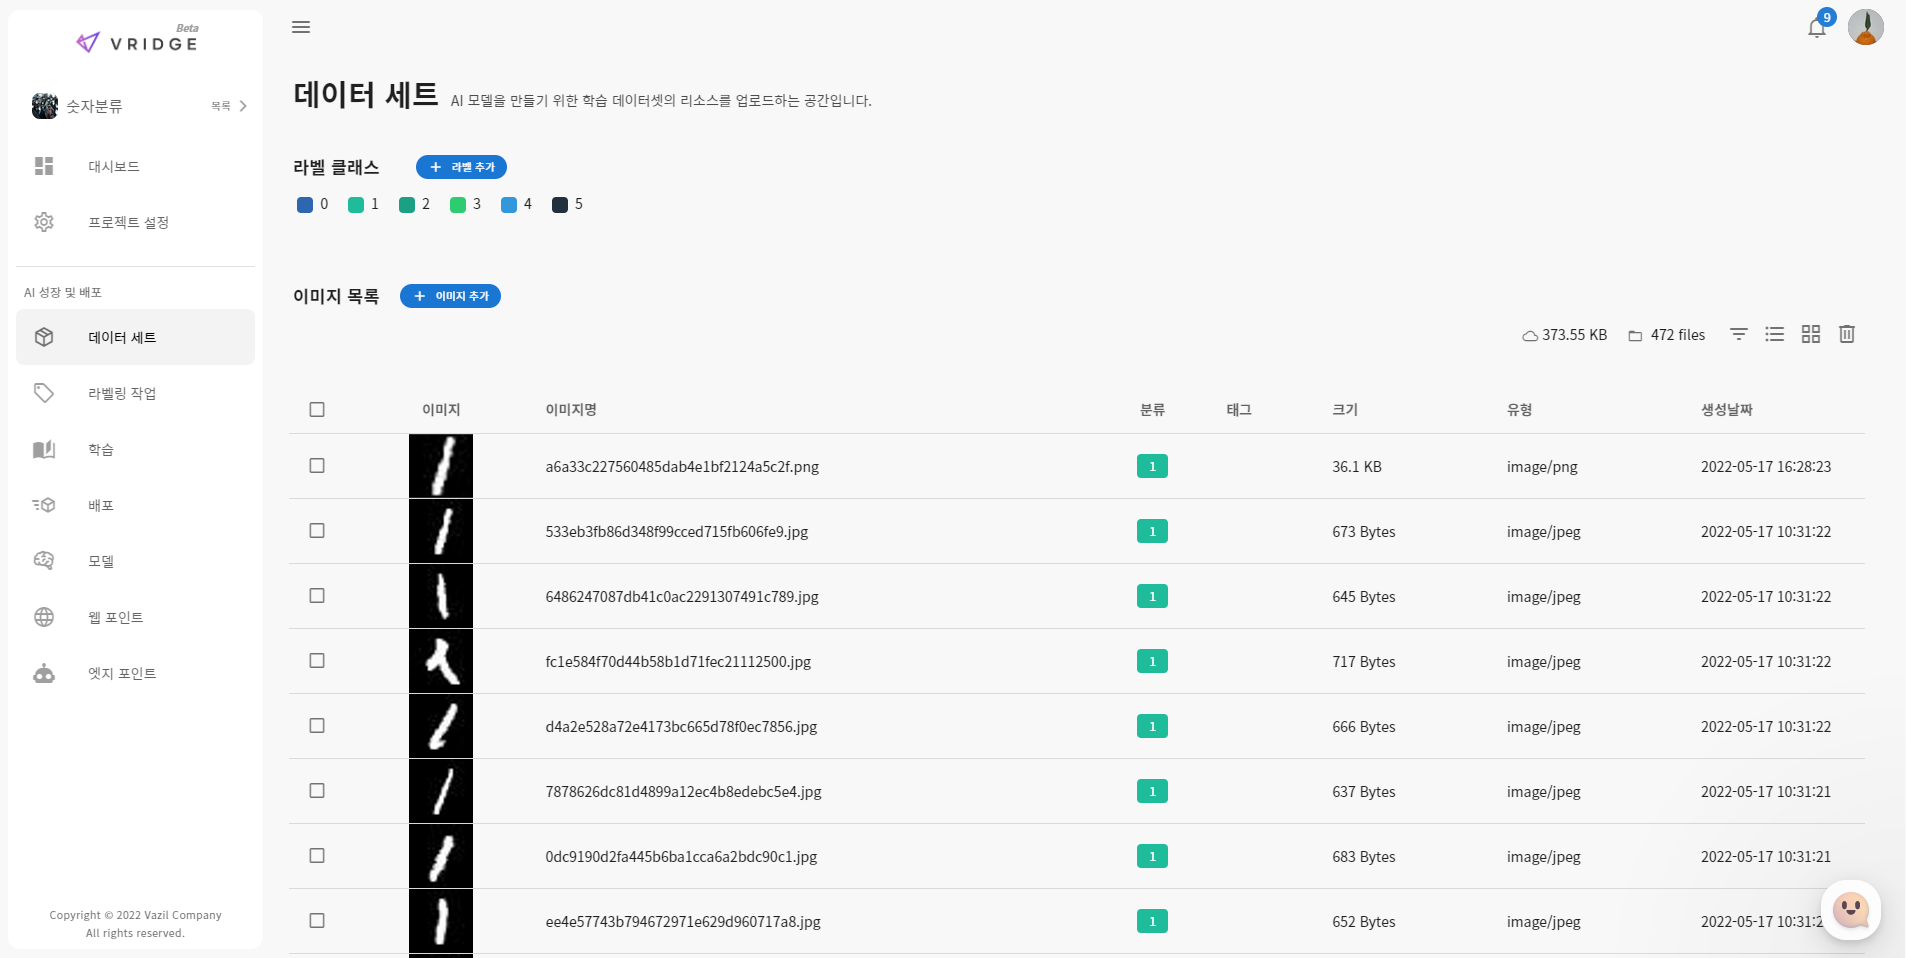 Beta
VRIDGE
숫자분류
목록
대시보드
프로젝트 설정
AI 성장 및 배포
데이터 세트
라벨링 작업
학습
배포
모델
웹 포인트
엣지 포인트
Copyright © 2022 Vazil Company
All rights reserved.
9
데이터 세트 AI 모델을 만들기 위한 학습 데이터셋의 리소스를 업로드하는 공간입니다.
라벨 클래스 + 라벨 추가
0 1 2 3 4 5
이미지 목록 + 이미지 추가
373.55 KB 472 files
이미지 이미지명 분류 태그 크기 유형 생성날짜
a6a33c227560485dab4e1bf2124a5c2f.png 1 36.1 KB image/png 2022-05-17 16:28:23
533eb3fb86d348f99cced715fb606fe9.jpg 1 673 Bytes image/jpeg 2022-05-17 10:31:22
6486247087db41c0ac2291307491c789.jpg 1 645 Bytes image/jpeg 2022-05-17 10:31:22
fc1e584f70d44b58b1d71fec21112500.jpg 1 717 Bytes image/jpeg 2022-05-17 10:31:22
d4a2e528a72e4173bc665d78f0ec7856.jpg 1 666 Bytes image/jpeg 2022-05-17 10:31:22
7878626dc81d4899a12ec4b8edebc5e4.jpg 1 637 Bytes image/jpeg 2022-05-17 10:31:21
0dc9190d2fa445b6ba1cca6a2bdc90c1.jpg 1 683 Bytes image/jpeg 2022-05-17 10:31:21
ee4e57743b794672971e629d960717a8.jpg 1 652 Bytes image/jpeg 2022-05-17